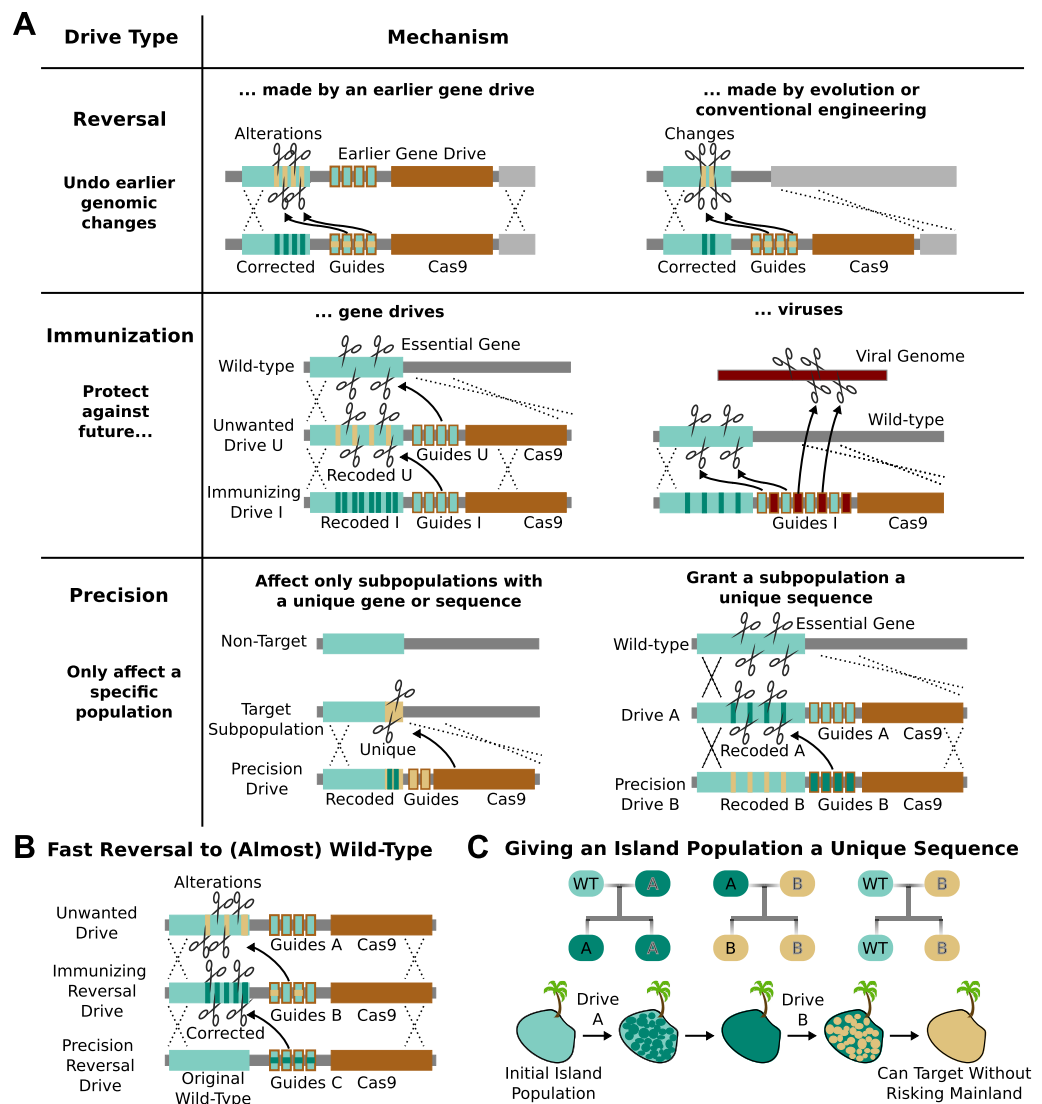 A
Drive Type
Mechanism
Reversal
Undo earlier
genomic
changes
... made by an earlier gene drive
Alterations
Earlier Gene Drive
Corrected
Guides
Cas9
... made by evolution or
conventional engineering
Changes
Corrected
Guides
Cas9
Immunization
Protect
against
future...
... gene drives
Essential Gene
Wild-type
Unwanted
Drive U
Guides U
Cas9
Recoded U
Immunizing
Drive I
Recoded I
Guides I
Cas9
... viruses
Viral Genome
Wild-type
Guides I
Cas9
Precision
Only affect a
specific
population
Affect only subpopulations with
a unique gene or sequence
Non-Target
Target
Subpopulation
Unique
Precision
Drive
Recoded
Guides
Cas9
Grant a subpopulation a
unique sequence
Essential Gene
Wild-type
Drive A
Guides A
Cas9
Recoded A
Precision
Drive B
Recoded B
Guides B
Cas9
B
Fast Reversal to (Almost) Wild-Type
Alterations
Unwanted
Drive
Guides A
Cas9
Immunizing
Reversal
Drive
Guides B
Cas9
Corrected
Precision
Reversal
Drive
Original
Wild-Type
Guides C
Cas9
C
Giving an Island Population a Unique Sequence
WT
A
A
B
WT
B
A
A
B
B
WT
B
Drive
A
Drive
B
Initial Island
Population
Can Target Without
Risking Mainland